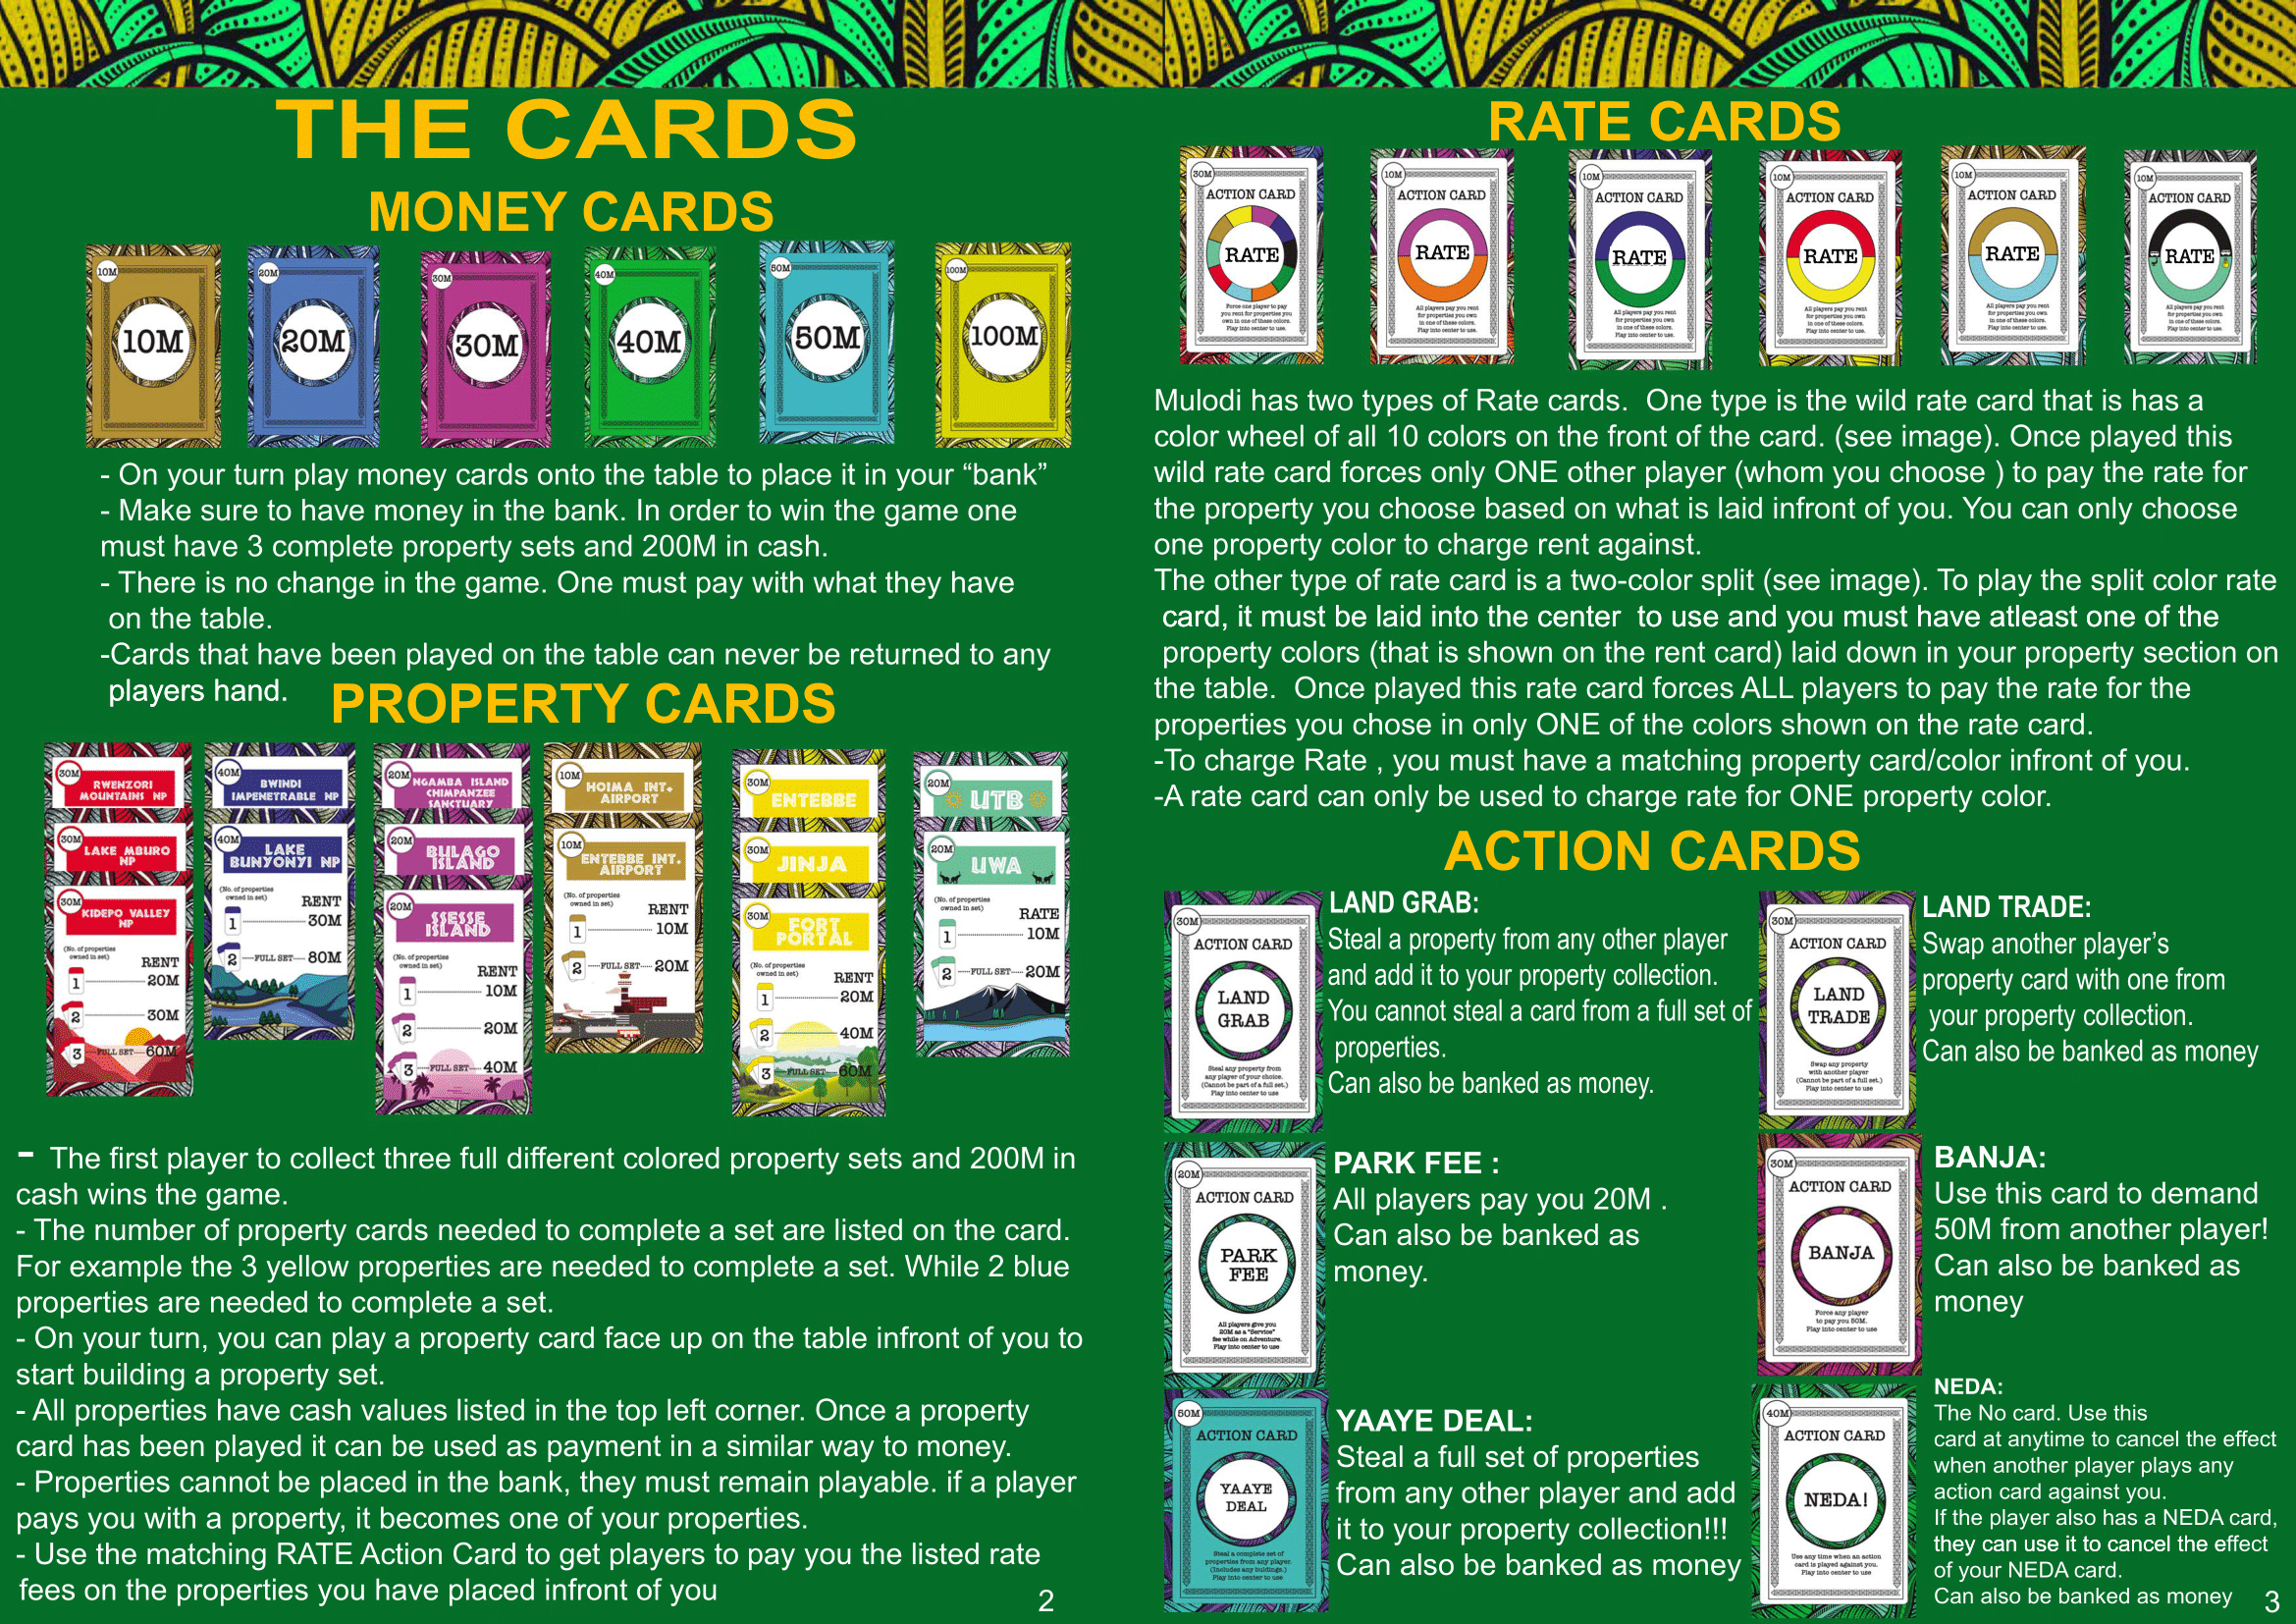 THE CARDS
MONEY CARDS
10M
10M
20M
20M
30M
30M
40M
40M
50M
50M
100M
100M
- On your turn play money cards onto the table to place it in your “bank”
- Make sure to have money in the bank. In order to win the game one
must have 3 complete property sets and 200M in cash.
- There is no change in the game. One must pay with what they have
on the table.
-Cards that have been played on the table can never be returned to any
players hand.
PROPERTY CARDS
30M
RWENZORI
MOUNTAINS NP
30M
LAKE MBURO
NP
30M
KIDEPO VALLEY
NP
(No. of properties
owned in set)
RENT
1 20M
2 30M
3 FULL SET 60M
40M
BWINDI
IMPENETRABLE NP
40M
LAKE
BUNYONYI NP
(No. of properties
owned in set)
RENT
1 30M
2 FULL SET 80M
20M
NGAMBA ISLAND
CHIMPANZEE
SANCTUARY
20M
BULAGO
ISLAND
20M
SSESSE
ISLAND
(No. of properties
owned in set)
RENT
1 10M
2 20M
3 FULL SET 40M
10M
HOIMA INT.
AIRPORT
10M
ENTEBBE INT.
AIRPORT
(No. of properties
owned in set)
RENT
1 10M
2 FULL SET 20M
30M
ENTEBBE
30M
JINJA
30M
FORT
PORTAL
(No. of properties
owned in set)
RENT
1 20M
2 40M
3 FULL SET 60M
20M
UTB
20M
UWA
(No. of properties
owned in set)
RATE
1 10M
2 FULL SET 20M
- The first player to collect three full different colored property sets and 200M in
cash wins the game.
- The number of property cards needed to complete a set are listed on the card.
For example the 3 yellow properties are needed to complete a set. While 2 blue
properties are needed to complete a set.
- On your turn, you can play a property card face up on the table infront of you to
start building a property set.
- All properties have cash values listed in the top left corner. Once a property
card has been played it can be used as payment in a similar way to money.
- Properties cannot be placed in the bank, they must remain playable. if a player
pays you with a property, it becomes one of your properties.
- Use the matching RATE Action Card to get players to pay you the listed rate
fees on the properties you have placed infront of you
2
RATE CARDS
30M
ACTION CARD
RATE
Force one player to pay
you rent for properties you
own in one of these colors.
Play into center to use.
10M
ACTION CARD
RATE
All players pay you rent
for properties you own
in one of these colors.
Play into center to use.
10M
ACTION CARD
RATE
All players pay you rent
for properties you own
in one of these colors.
Play into center to use.
10M
ACTION CARD
RATE
All players pay you rent
for properties you own
in one of these colors.
Play into center to use.
10M
ACTION CARD
RATE
All players pay you rent
for properties you own
in one of these colors.
Play into center to use.
10M
ACTION CARD
RATE
All players pay you rent
for properties you own
in one of these colors.
Play into center to use.
Mulodi has two types of Rate cards. One type is the wild rate card that is has a
color wheel of all 10 colors on the front of the card. (see image). Once played this
wild rate card forces only ONE other player (whom you choose ) to pay the rate for
the property you choose based on what is laid infront of you. You can only choose
one property color to charge rent against.
The other type of rate card is a two-color split (see image). To play the split color rate
card, it must be laid into the center to use and you must have atleast one of the
property colors (that is shown on the rent card) laid down in your property section on
the table. Once played this rate card forces ALL players to pay the rate for the
properties you chose in only ONE of the colors shown on the rate card.
-To charge Rate , you must have a matching property card/color infront of you.
-A rate card can only be used to charge rate for ONE property color.
ACTION CARDS
30M
ACTION CARD
LAND
GRAB
Steal any property from
any player of your choice.
(Cannot be part of a full set.)
Play into center to use
LAND GRAB:
Steal a property from any other player
and add it to your property collection.
You cannot steal a card from a full set of
properties.
Can also be banked as money.
30M
ACTION CARD
LAND
TRADE
Swap any property
with another player
(Cannot be part of a full set.)
Play into center to use
LAND TRADE:
Swap another player’s
property card with one from
your property collection.
Can also be banked as money
20M
ACTION CARD
PARK
FEE
All players give you
20M as a "Service"
fee while on Adventure.
Play into center to use
PARK FEE :
All players pay you 20M .
Can also be banked as
money.
30M
ACTION CARD
BANJA
Force any player
to pay you 50M.
Play into center to use
BANJA:
Use this card to demand
50M from another player!
Can also be banked as
money
50M
ACTION CARD
YAAYE
DEAL
Steal a complete set of
properties from any player.
(Includes any buldings.)
Play into center to use
YAAYE DEAL:
Steal a full set of properties
from any other player and add
it to your property collection!!!
Can also be banked as money
40M
ACTION CARD
NEDA!
Use any time when an action
card is played against you.
Play into center to use
NEDA:
The No card. Use this
card at anytime to cancel the effect
when another player plays any
action card against you.
If the player also has a NEDA card,
they can use it to cancel the effect
of your NEDA card.
Can also be banked as money
3